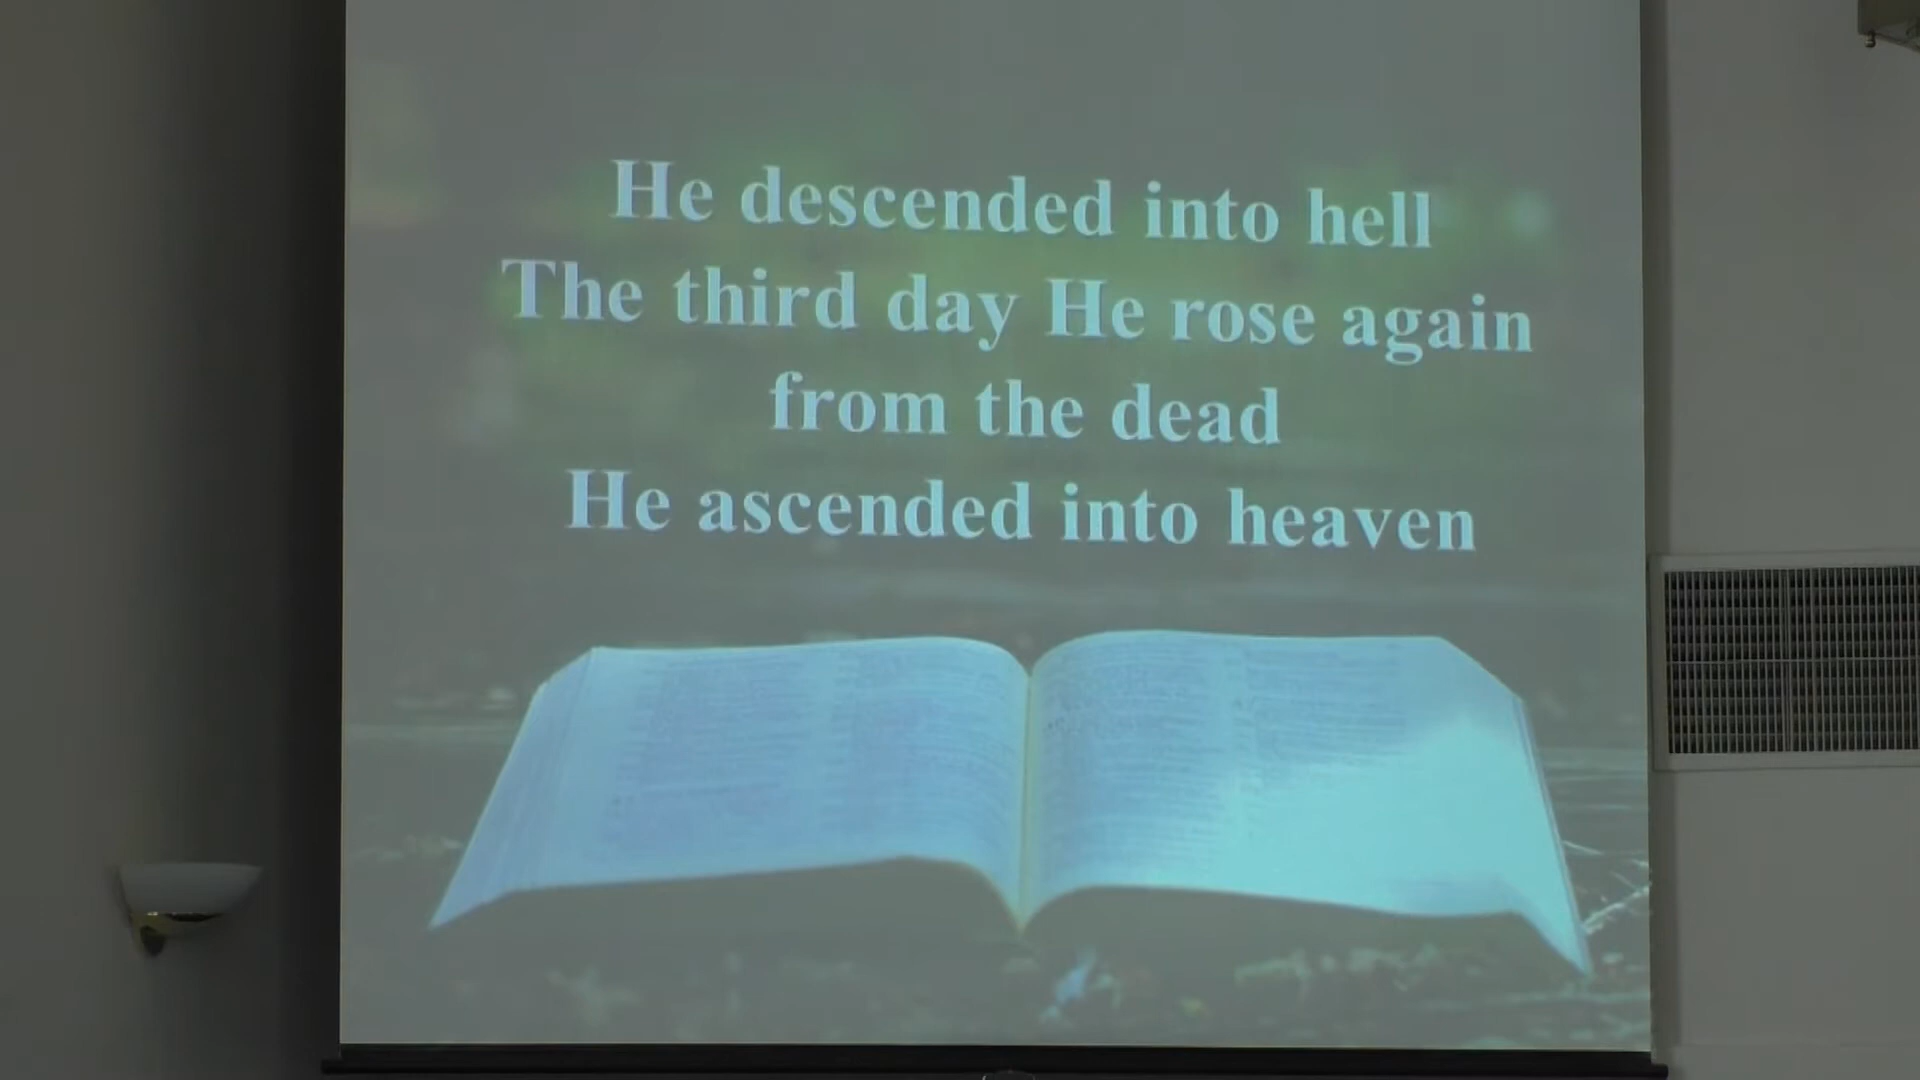 He descended into hell
The third day He rose again
from the dead
He ascended into heaven